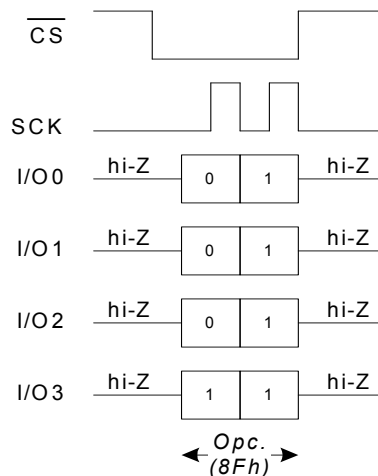 CS
SCK
I/O0 hi-Z 0 1 hi-Z
I/O1 hi-Z 0 1 hi-Z
I/O2 hi-Z 0 1 hi-Z
I/O3 hi-Z 1 1 hi-Z
Opc.
(8Fh)